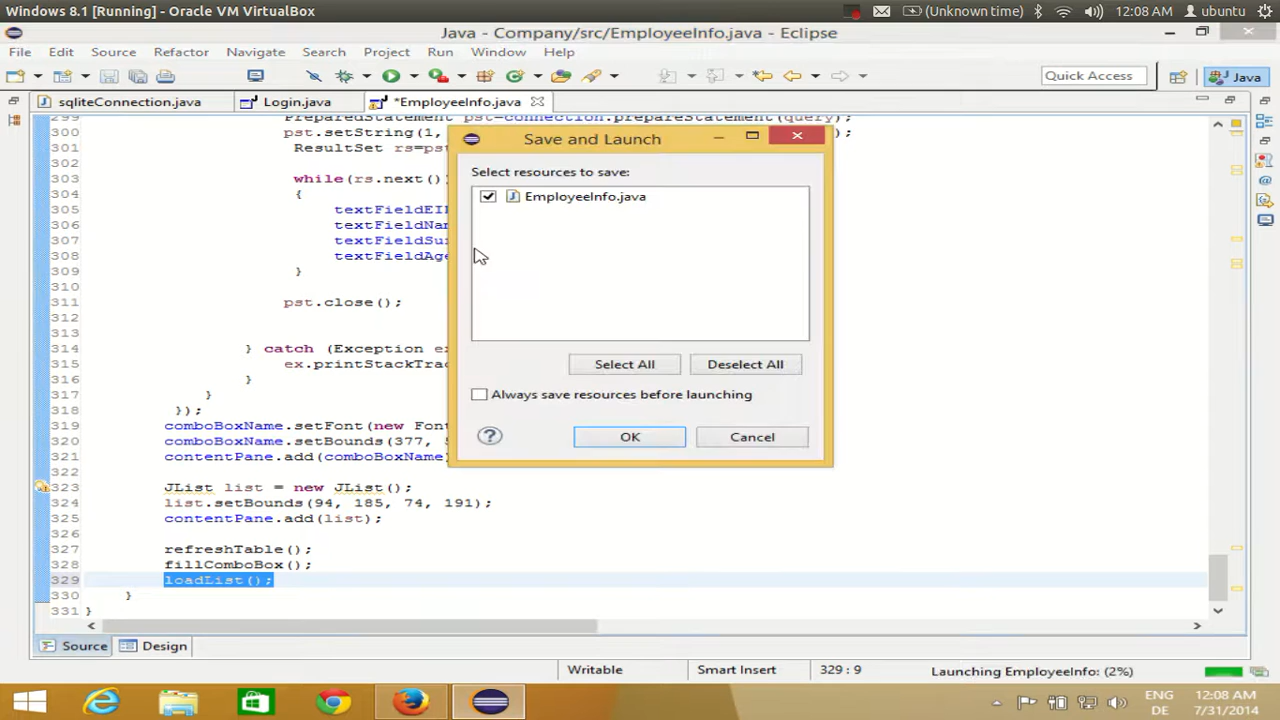 Windows 8.1 [Running] - Oracle VM VirtualBox
(Unknown time) 12:08 AM ubuntu
Java - Company/src/EmployeeInfo.java - Eclipse
File Edit Source Refactor Navigate Search Project Run Window Help
Quick Access Java
sqliteConnection.java Login.java *EmployeeInfo.java
299 PreparedStatement pst=connection.prepareStatement(query);
300 pst.setString(1, );
301 ResultSet rs=pst
302
303 while(rs.next()
304 {
305 textFieldEI
306 textFieldNa
307 textFieldSu
308 textFieldAge
309 }
310
311 pst.close();
312
313
314 } catch (Exception e
315 ex.printStackTra
316 }
317 }
318 });
319 comboBoxName.setFont(new Font
320 comboBoxName.setBounds(377,
321 contentPane.add(comboBoxName)
322
323 JList list = new JList();
324 list.setBounds(94, 185, 74, 191);
325 contentPane.add(list);
326
327 refreshTable();
328 fillComboBox();
329 loadList();
330 }
331 }
Save and Launch
Select resources to save:
EmployeeInfo.java
Select All Deselect All
Always save resources before launching
OK Cancel
Source Design
Writable Smart Insert 329 : 9 Launching EmployeeInfo: (2%)
ENG 12:08 AM
DE 7/31/2014